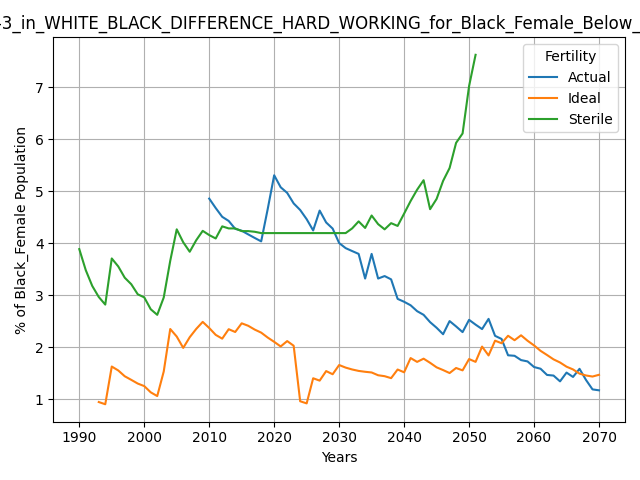 -3_in_WHITE_BLACK_DIFFERENCE_HARD_WORKING_for_Black_Female_Below_
Fertility
Actual
Ideal
Sterile
% of Black_Female Population
7
6
5
4
3
2
1
1990 2000 2010 2020 2030 2040 2050 2060 2070
Years